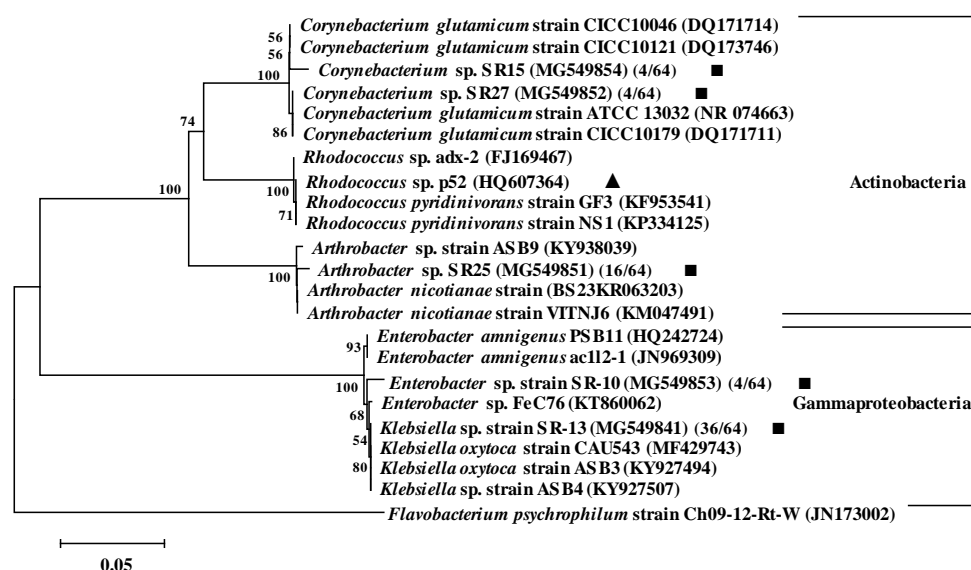 Corynebacterium glutamicum strain CICC10046 (DQ171714)
56
Corynebacterium glutamicum strain CICC10121 (DQ173746)
56
Corynebacterium sp. SR15 (MG549854) (4/64)
100
Corynebacterium sp. SR27 (MG549852) (4/64)
Corynebacterium glutamicum strain ATCC 13032 (NR 074663)
74
86
Corynebacterium glutamicum strain CICC10179 (DQ171711)
Rhodococcus sp. adx-2 (FJ169467)
Rhodococcus sp. p52 (HQ607364)
Actinobacteria
100
100
Rhodococcus pyridinivorans strain GF3 (KF953541)
71
Rhodococcus pyridinivorans strain NS1 (KP334125)
Arthrobacter sp. strain ASB9 (KY938039)
Arthrobacter sp. SR25 (MG549851) (16/64)
100
Arthrobacter nicotianae strain (BS23KR063203)
Arthrobacter nicotianae strain VITNJ6 (KM047491)
Enterobacter amnigenus PSB11 (HQ242724)
93
Enterobacter amnigenus ac1l2-1 (JN969309)
100
Enterobacter sp. strain SR-10 (MG549853) (4/64)
Enterobacter sp. FeC76 (KT860062)
Gammaproteobacteria
68
Klebsiella sp. strain SR-13 (MG549841) (36/64)
54
Klebsiella oxytoca strain CAU543 (MF429743)
80
Klebsiella oxytoca strain ASB3 (KY927494)
Klebsiella sp. strain ASB4 (KY927507)
Flavobacterium psychrophilum strain Ch09-12-Rt-W (JN173002)
0.05